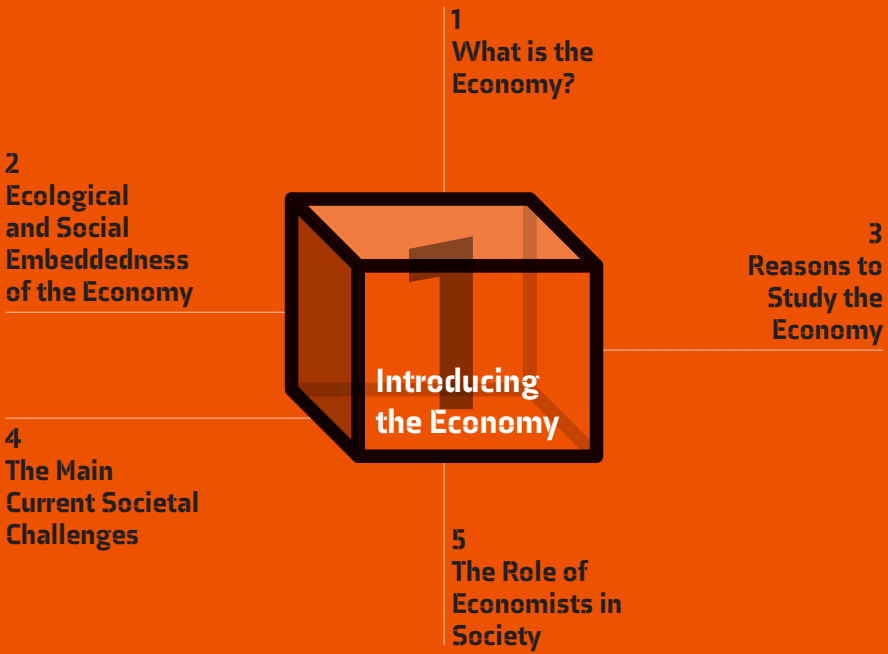 1
What is the
Economy?
2
Ecological
and Social
Embeddedness
of the Economy
3
Reasons to
Study the
Economy
1
Introducing
the Economy
4
The Main
Current Societal
Challenges
5
The Role of
Economists in
Society